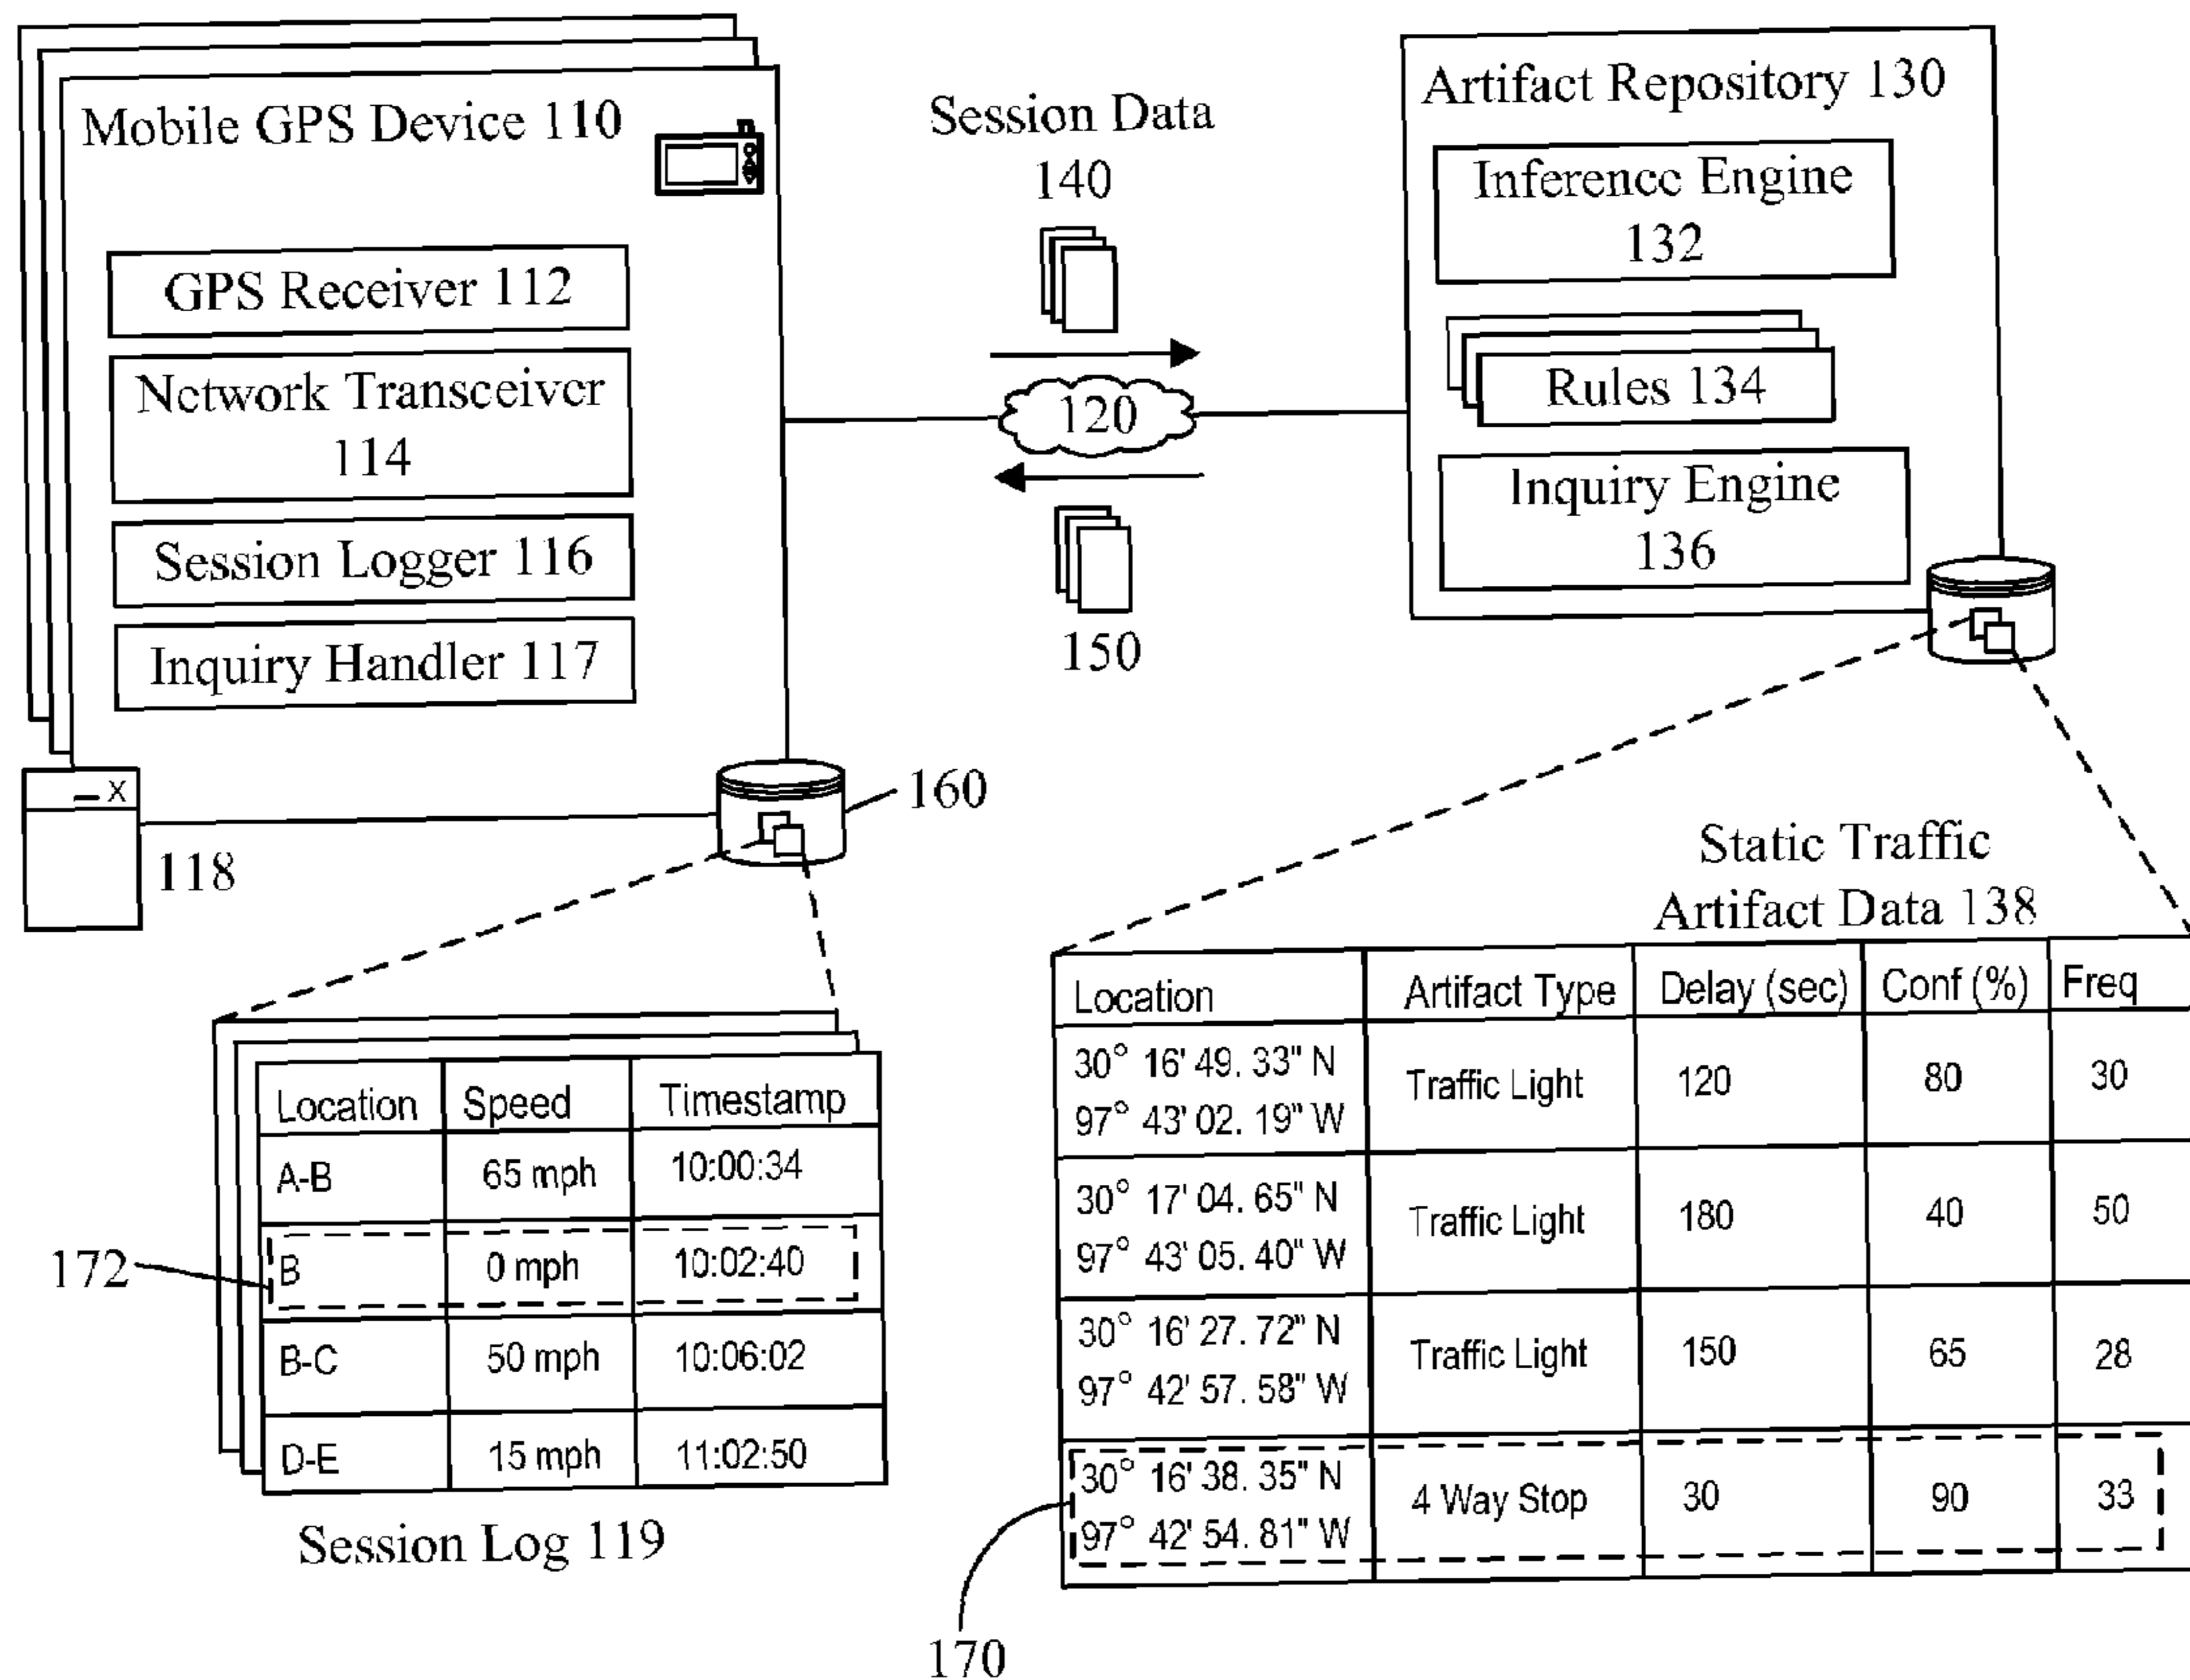 Mobile GPS Device 110
GPS Receiver 112
Network Transceiver
114
Session Logger 116
Inquiry Handler 117
Session Data
140
120
150
Artifact Repository 130
Inference Engine
132
Rules 134
Inquiry Engine
136
X
118
160
Location Speed Timestamp
A-B 65 mph 10:00:34
B 0 mph 10:02:40
B-C 50 mph 10:06:02
D-E 15 mph 11:02:50
172
Session Log 119
Static Traffic
Artifact Data 138
Location Artifact Type Delay (sec) Conf (%) Freq
30° 16' 49. 33" N
97° 43' 02. 19" W
Traffic Light 120 80 30
30° 17' 04. 65" N
97° 43' 05. 40" W
Traffic Light 180 40 50
30° 16' 27. 72" N
97° 42' 57. 58" W
Traffic Light 150 65 28
30° 16' 38. 35" N
97° 42' 54. 81" W
4 Way Stop 30 90 33
170